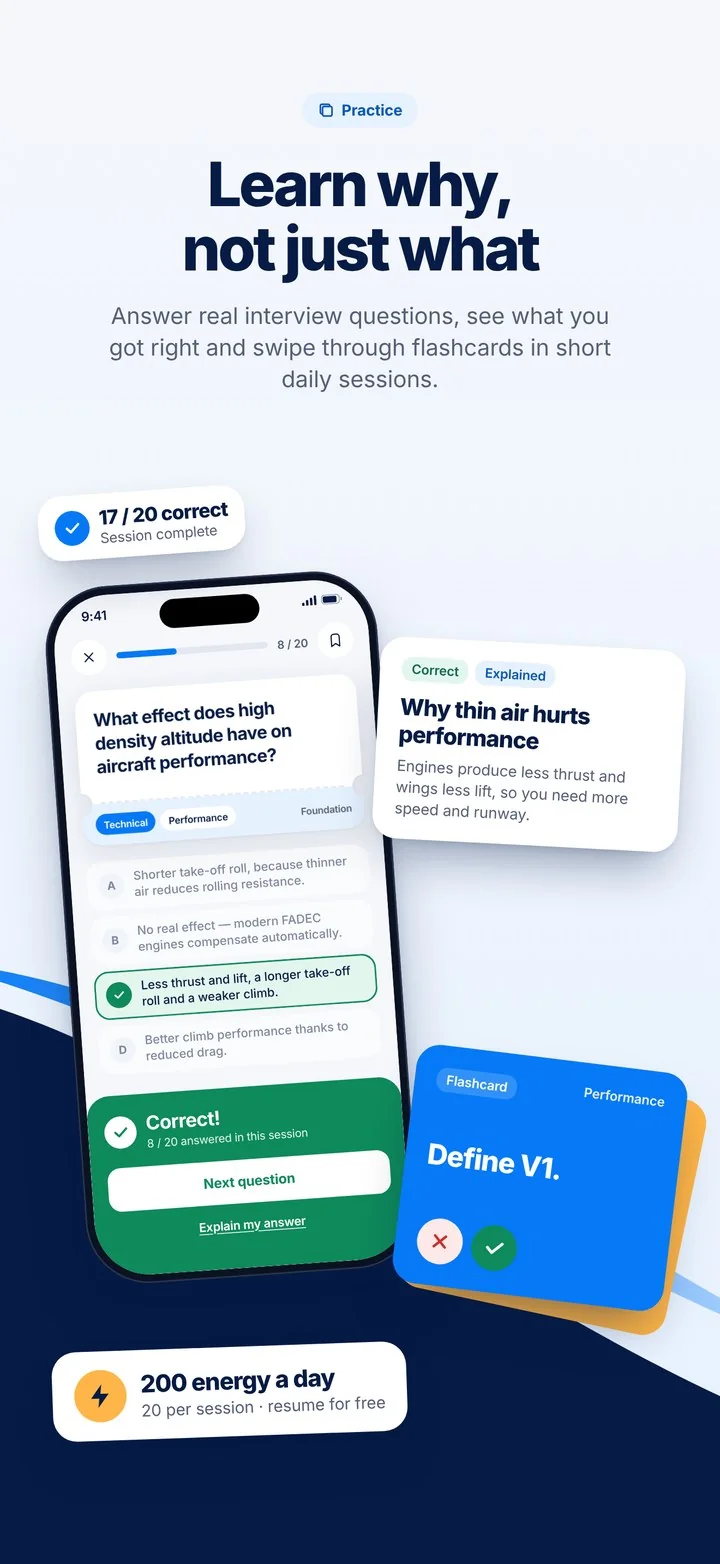 Practice
Learn why,
not just what
Answer real interview questions, see what you
got right and swipe through flashcards in short
daily sessions.
17 / 20 correct
Session complete
9:41
8 / 20
What effect does high
density altitude have on
aircraft performance?
Technical
Performance
Foundation
A
Shorter take-off roll, because thinner
air reduces rolling resistance.
B
No real effect — modern FADEC
engines compensate automatically.
Less thrust and lift, a longer take-off
roll and a weaker climb.
D
Better climb performance thanks to
reduced drag.
Correct!
8 / 20 answered in this session
Next question
Explain my answer
Correct
Explained
Why thin air hurts
performance
Engines produce less thrust and
wings less lift, so you need more
speed and runway.
Flashcard
Performance
Define V1.
200 energy a day
20 per session · resume for free